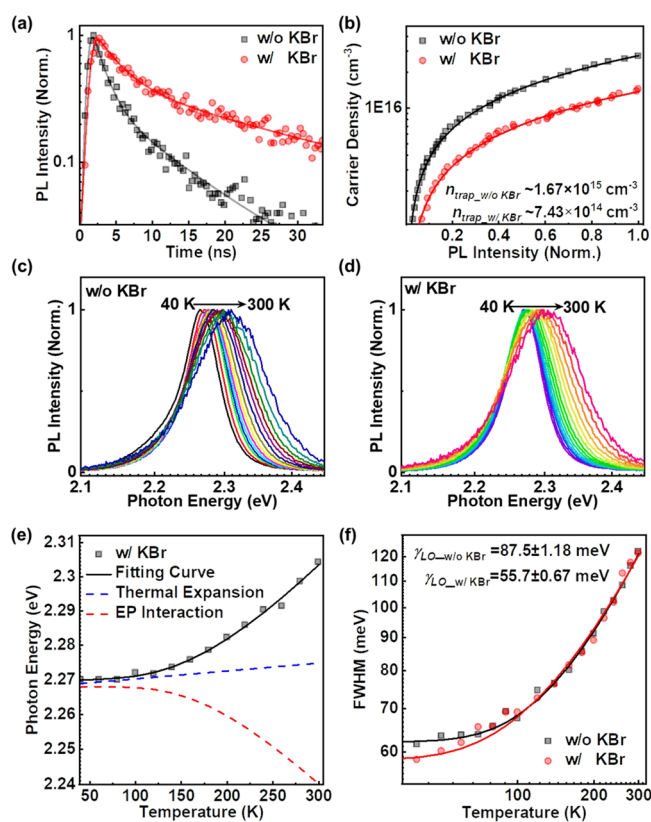 (a)
w/o KBr
w/ KBr
1
0.1
PL Intensity (Norm.)
0 5 10 15 20 25 30
Time (ns)
(b)
w/o KBr
w/ KBr
1E16
Carrier Density (cm-3)
n_trap_w/o KBr ~1.67×10^15 cm-3
n_trap_w/ KBr ~7.43×10^14 cm-3
0.2 0.4 0.6 0.8 1.0
PL Intensity (Norm.)
(c)
w/o KBr
40 K 300 K
1
0
PL Intensity (Norm.)
2.1 2.2 2.3 2.4
Photon Energy (eV)
(d)
w/ KBr
40 K 300 K
1
0
PL Intensity (Norm.)
2.1 2.2 2.3 2.4
Photon Energy (eV)
(e)
w/ KBr
Fitting Curve
Thermal Expansion
EP Interaction
2.31
2.3
2.28
2.27
2.26
2.25
2.24
Photon Energy (eV)
50 100 150 200 250 300
Temperature (K)
(f)
γLO_w/o KBr =87.5±1.18 meV
γLO_w/ KBr =55.7±0.67 meV
120
110
100
90
80
70
60
FWHM (meV)
w/o KBr
w/ KBr
100 200 300
Temperature (K)